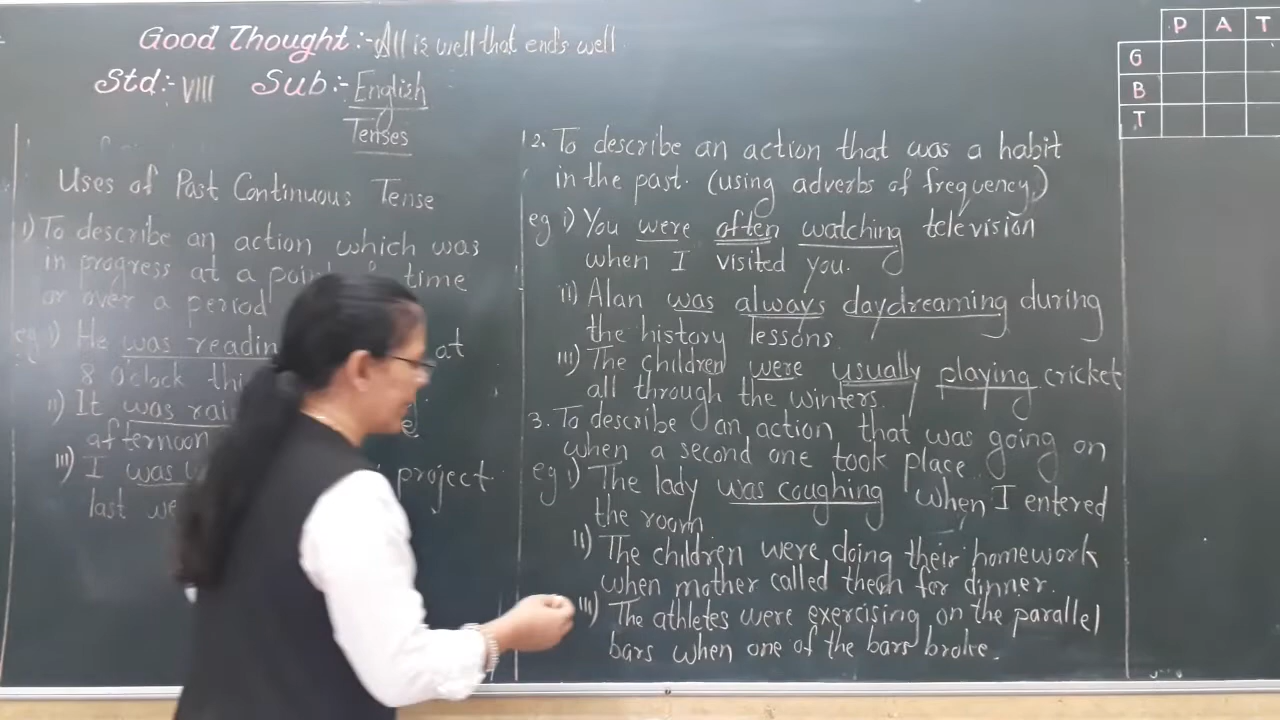 Good Thought :- All is well that ends well
Std:- VIII Sub:- English
Tenses
P A T
G
B
T
Uses of Past Continuous Tense
1) To describe an action which was
in progress at a point time
or over a period
eg i) He was readin at
8 o'clock thi
ii) It was rai
afternoon
iii) I was project.
last we
2. To describe an action that was a habit
in the past. (using adverbs of frequency)
eg i) You were often watching television
when I visited you.
ii) Alan was always daydreaming during
the history lessons.
iii) The children were usually playing cricket
all through the winters.
3. To describe an action that was going on
when a second one took place.
eg i) The lady was coughing when I entered
the room
ii) The children were doing their homework
when mother called them for dinner.
iii) The athletes were exercising on the parallel
bars when one of the bars broke.